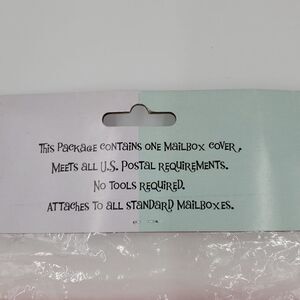 This Package contains one mailbox cover,
Meets all U.S. Postal requirements.
No tools required.
Attaches to all standard mailboxes.